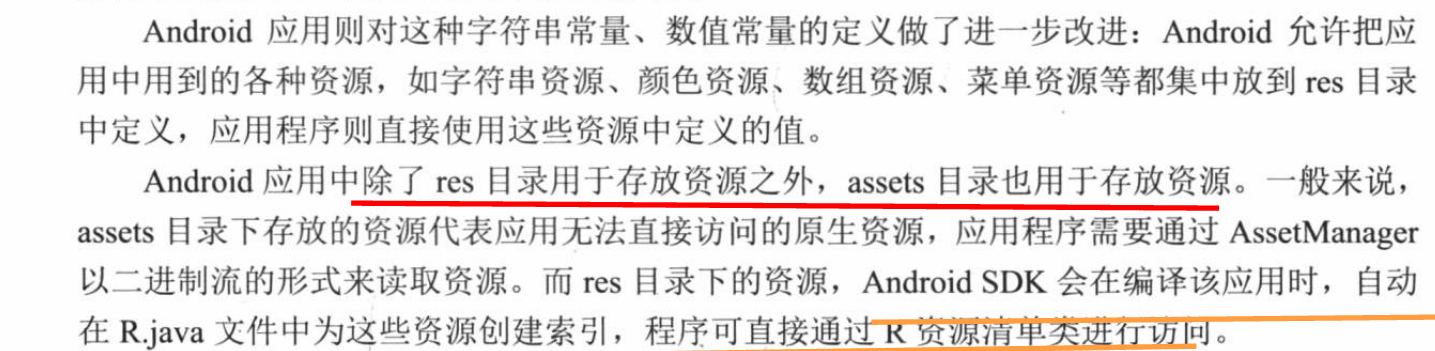 Android 应用则对这种字符串常量、数值常量的定义做了进一步改进：Android 允许把应
用中用到的各种资源，如字符串资源、颜色资源、数组资源、菜单资源等都集中放到 res 目录
中定义，应用程序则直接使用这些资源中定义的值。
Android 应用中除了 res 目录用于存放资源之外，assets 目录也用于存放资源。一般来说，
assets 目录下存放的资源代表应用无法直接访问的原生资源，应用程序需要通过 AssetManager
以二进制流的形式来读取资源。而 res 目录下的资源，Android SDK 会在编译该应用时，自动
在 R.java 文件中为这些资源创建索引，程序可直接通过 R 资源清单类进行访问。